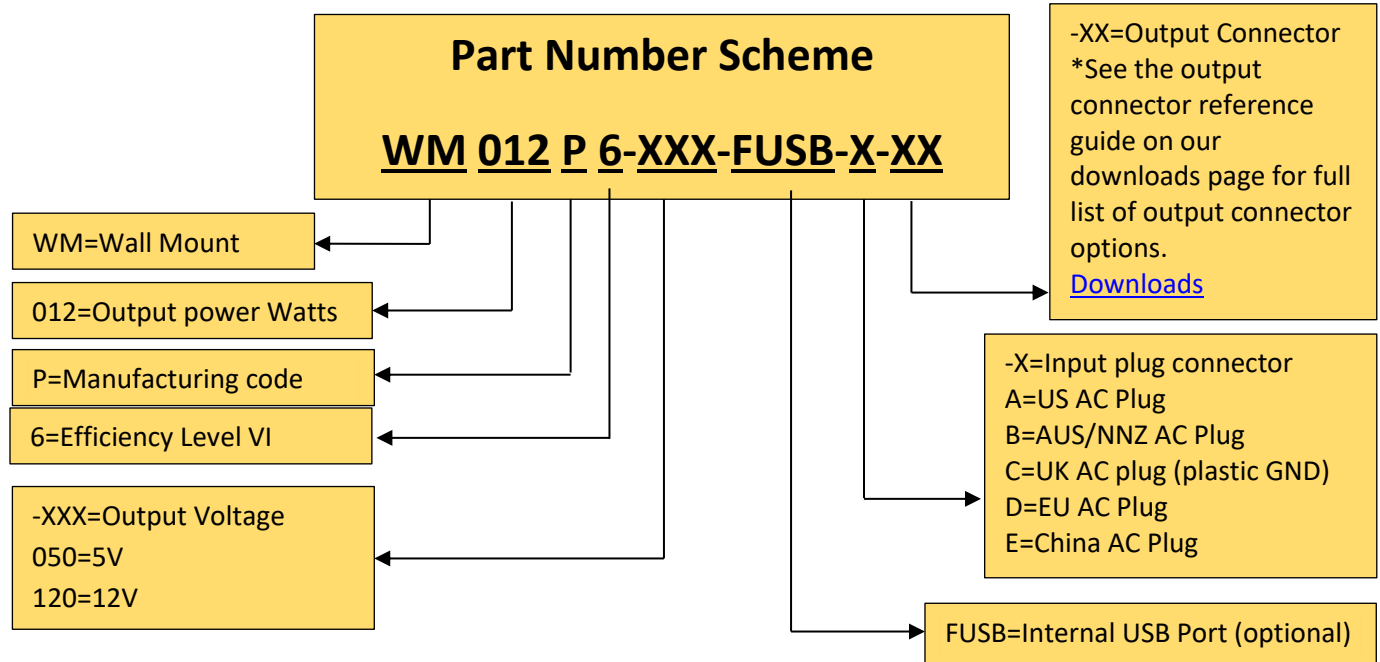 Part Number Scheme
WM 012 P 6-XXX-FUSB-X-XX
WM=Wall Mount
012=Output power Watts
P=Manufacturing code
6=Efficiency Level VI
-XXX=Output Voltage
050=5V
120=12V
-XX=Output Connector
*See the output
connector reference
guide on our
downloads page for full
list of output connector
options.
Downloads
-X=Input plug connector
A=US AC Plug
B=AUS/NNZ AC Plug
C=UK AC plug (plastic GND)
D=EU AC Plug
E=China AC Plug
FUSB=Internal USB Port (optional)